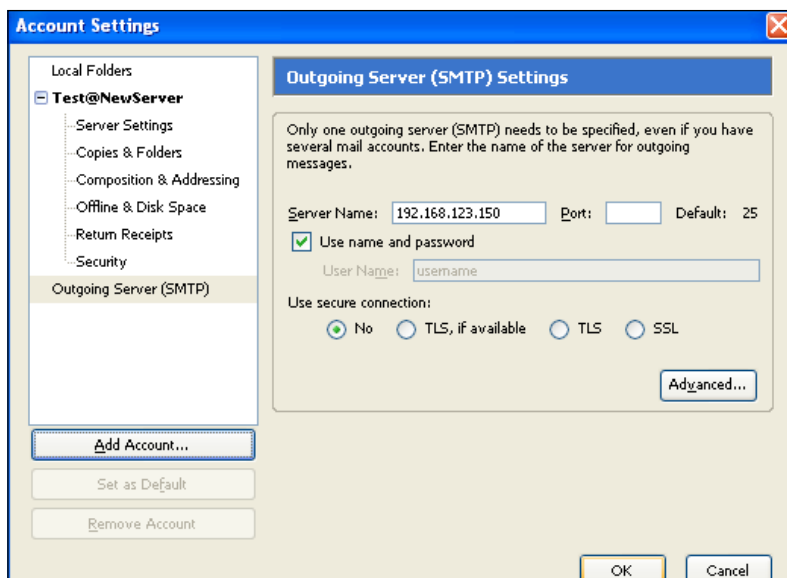 Account Settings
Local Folders
Test@NewServer
Server Settings
Copies & Folders
Composition & Addressing
Offline & Disk Space
Return Receipts
Security
Outgoing Server (SMTP)
Add Account...
Set as Default
Remove Account
Outgoing Server (SMTP) Settings
Only one outgoing server (SMTP) needs to be specified, even if you have
several mail accounts. Enter the name of the server for outgoing
messages.
Server Name: 192.168.123.150 Port: Default: 25
Use name and password
User Name: username
Use secure connection:
No TLS, if available TLS SSL
Advanced...
OK Cancel